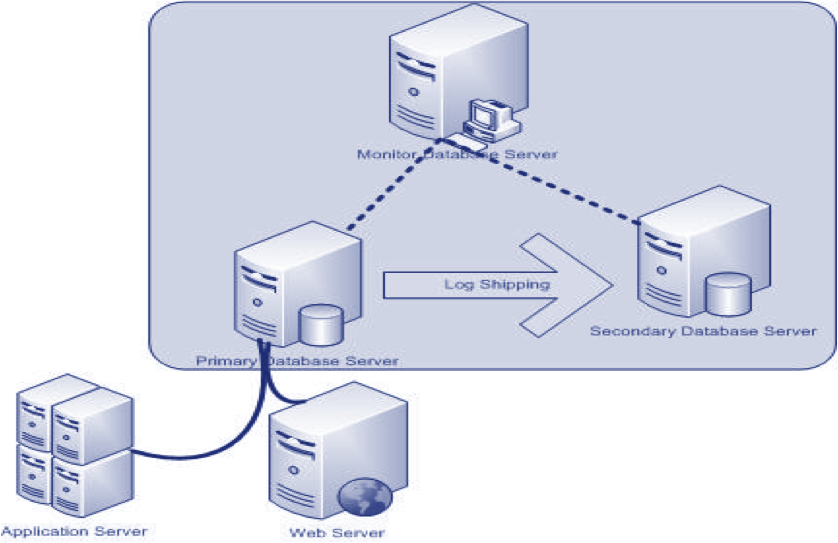 Monitor Database Server
Log Shipping
Secondary Database Server
Primary Database Server
Application Server
Web Server